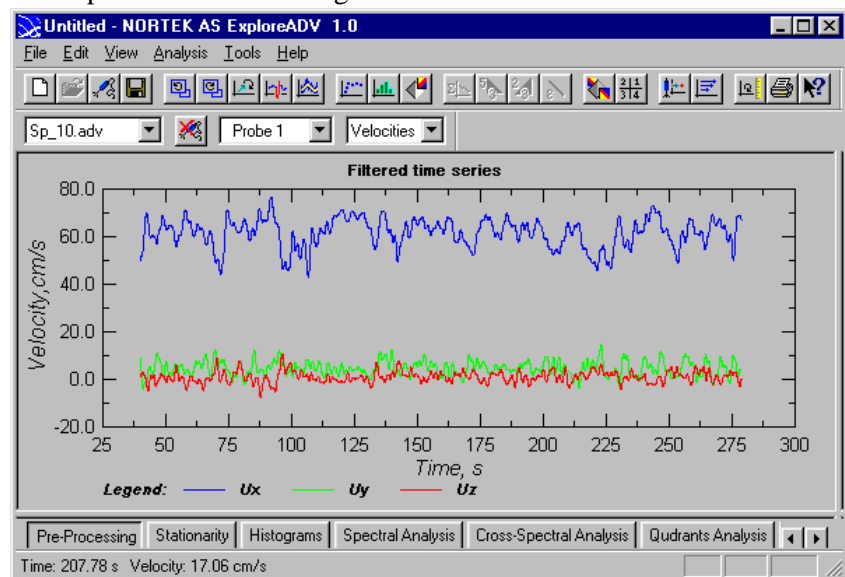 Untitled - NORTEK AS ExploreADV 1.0
File Edit View Analysis Tools Help
Sp_10.adv Probe 1 Velocities
Filtered time series
80.0
60.0
40.0
20.0
0.0
-20.0
Velocity,cm/s
25 50 75 100 125 150 175 200 225 250 275 300
Time, s
Legend: Ux Uy Uz
Pre-Processing Stationarity Histograms Spectral Analysis Cross-Spectral Analysis Qudrants Analysis
Time: 207.78 s Velocity: 17.06 cm/s